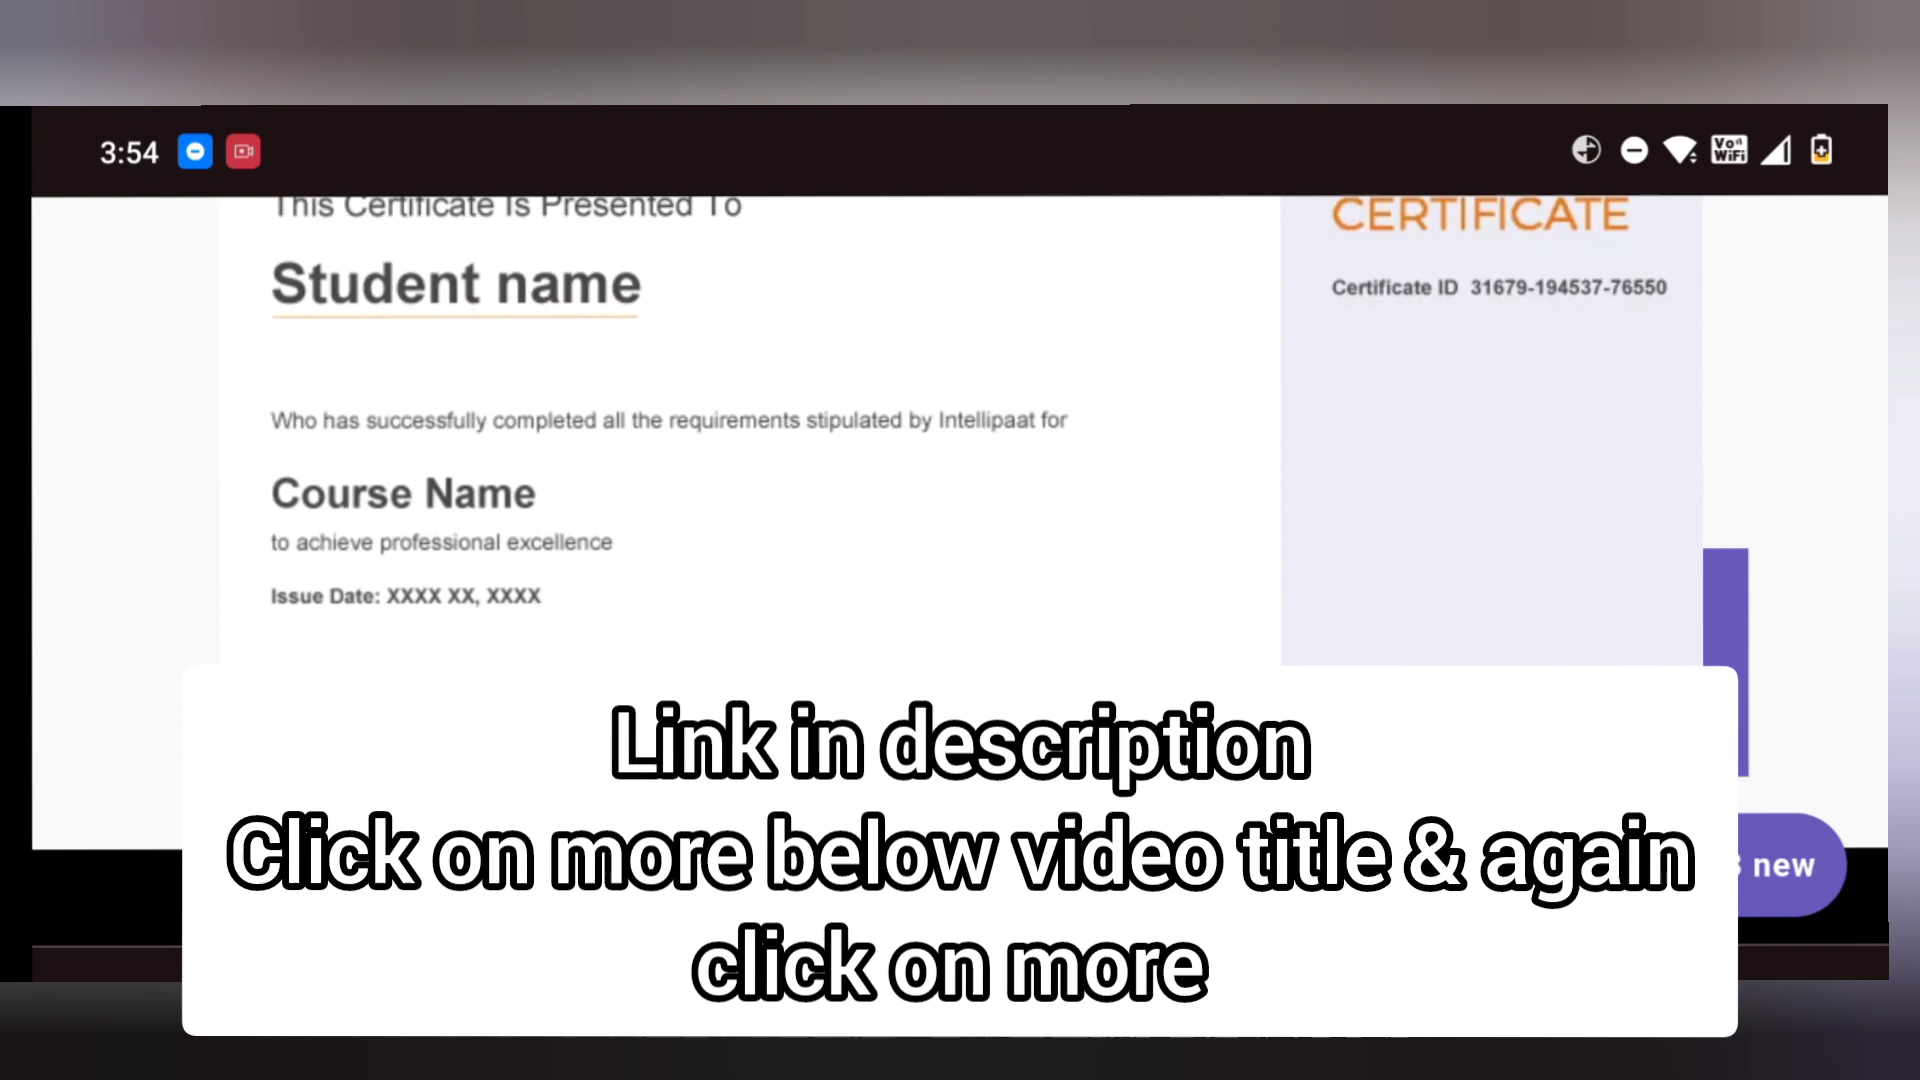 3:54
Vo WiFi
This Certificate Is Presented To
CERTIFICATE
Student name
Certificate ID 31679-194537-76550
Who has successfully completed all the requirements stipulated by Intellipaat for
Course Name
to achieve professional excellence
Issue Date: XXXX XX, XXXX
Link in description
Click on more below video title & again
click on more
new